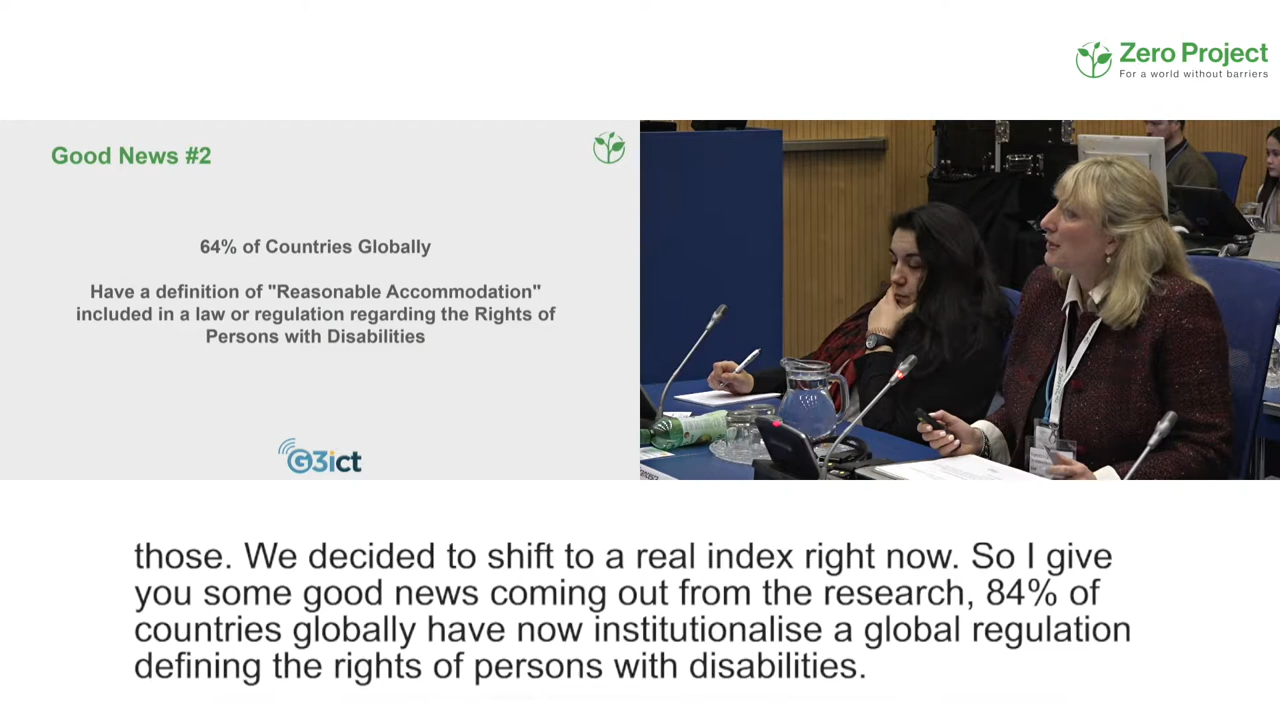 Zero Project
For a world without barriers
Good News #2
64% of Countries Globally
Have a definition of "Reasonable Accommodation"
included in a law or regulation regarding the Rights of
Persons with Disabilities
G3ict
those. We decided to shift to a real index right now. So I give
you some good news coming out from the research, 84% of
countries globally have now institutionalise a global regulation
defining the rights of persons with disabilities.